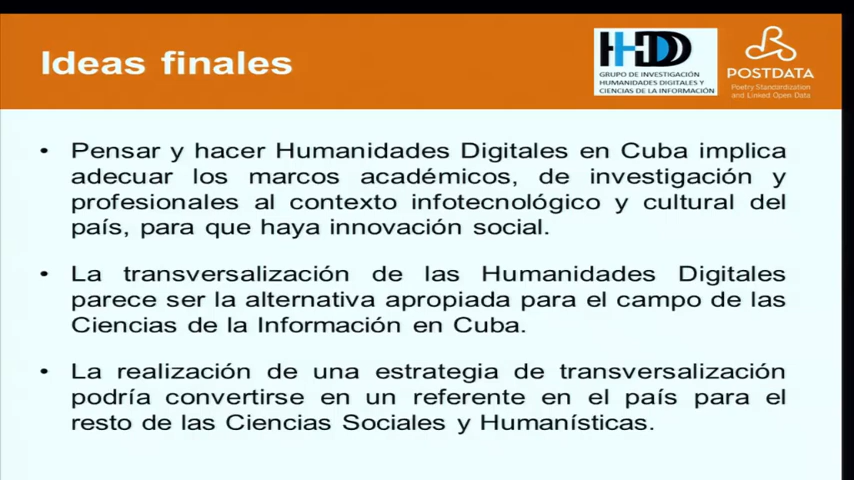 Ideas finales
HHDD
GRUPO DE INVESTIGACIÓN
HUMANIDADES DIGITALES Y
CIENCIAS DE LA INFORMACIÓN
POSTDATA
Poetry Standardization
and Linked Open Data
• Pensar y hacer Humanidades Digitales en Cuba implica
adecuar los marcos académicos, de investigación y
profesionales al contexto infotecnológico y cultural del
país, para que haya innovación social.
• La transversalización de las Humanidades Digitales
parece ser la alternativa apropiada para el campo de las
Ciencias de la Información en Cuba.
• La realización de una estrategia de transversalización
podría convertirse en un referente en el país para el
resto de las Ciencias Sociales y Humanísticas.